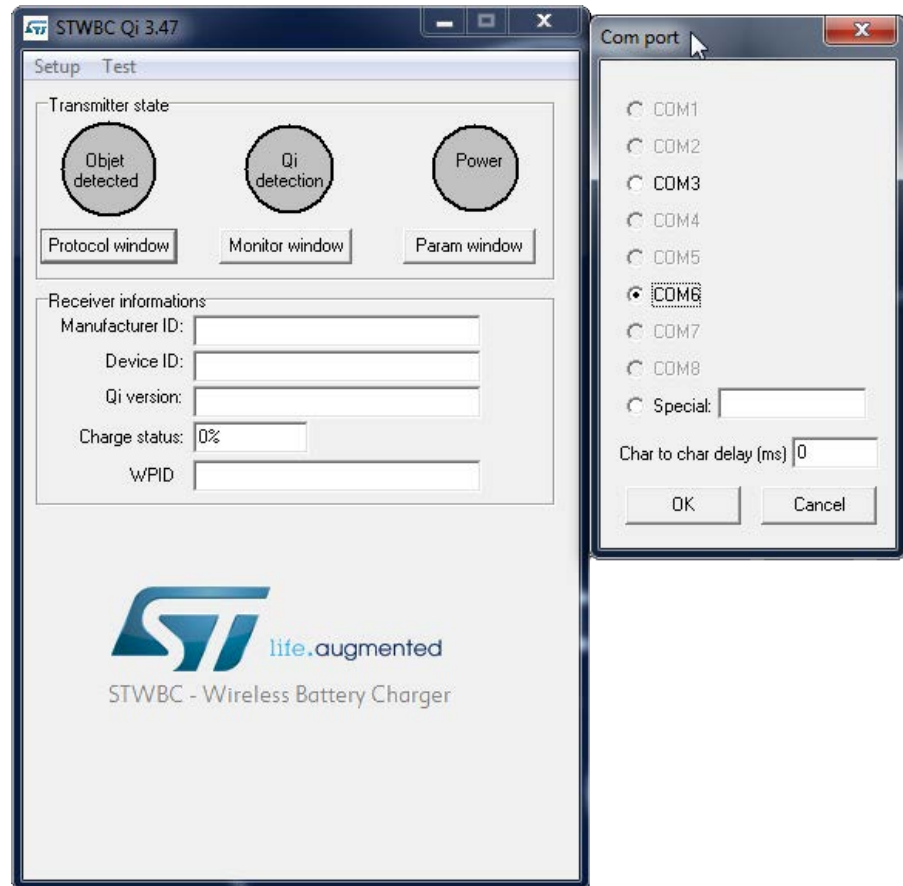 STWBC Qi 3.47
Setup Test
Transmitter state
Objet
detected
Qi
detection
Power
Protocol window
Monitor window
Param window
Receiver informations
Manufacturer ID:
Device ID:
Qi version:
Charge status: 0%
WPID
ST life.augmented
STWBC - Wireless Battery Charger
Com port
COM1
COM2
COM3
COM4
COM5
COM6
COM7
COM8
Special:
Char to char delay (ms) 0
OK Cancel